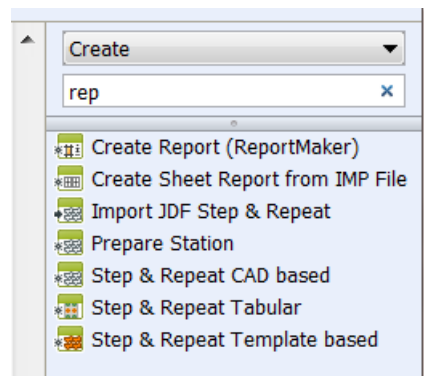 Create
rep
Create Report (ReportMaker)
Create Sheet Report from IMP File
Import JDF Step & Repeat
Prepare Station
Step & Repeat CAD based
Step & Repeat Tabular
Step & Repeat Template based